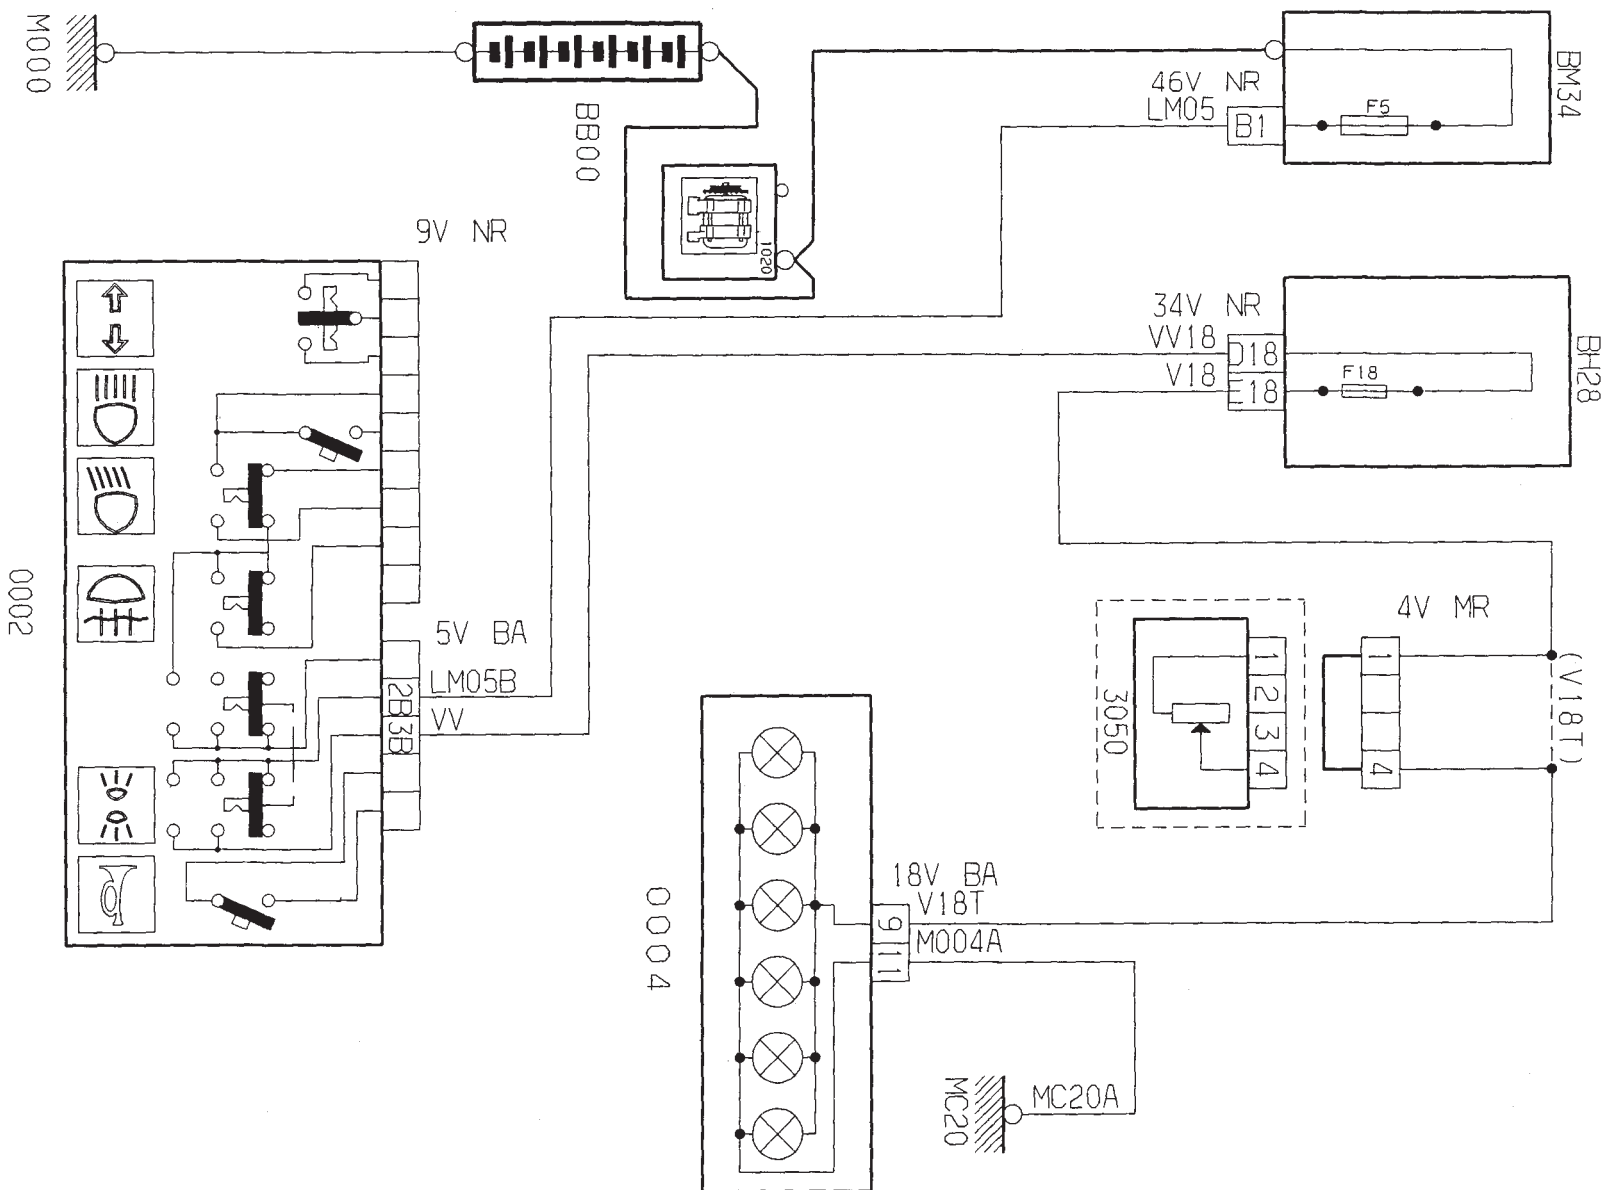 M000
BB00
1020
46V NR
LM05
B1
F5
BM34
9V NR
34V NR
VV18
D18
V18
E18
F18
BH28
0002
5V BA
LM05B
2B
VV
3B
3050
1
2
3
4
4V MR
1
4
(V18T)
0004
18V BA
V18T
9
M004A
11
MC20
MC20A